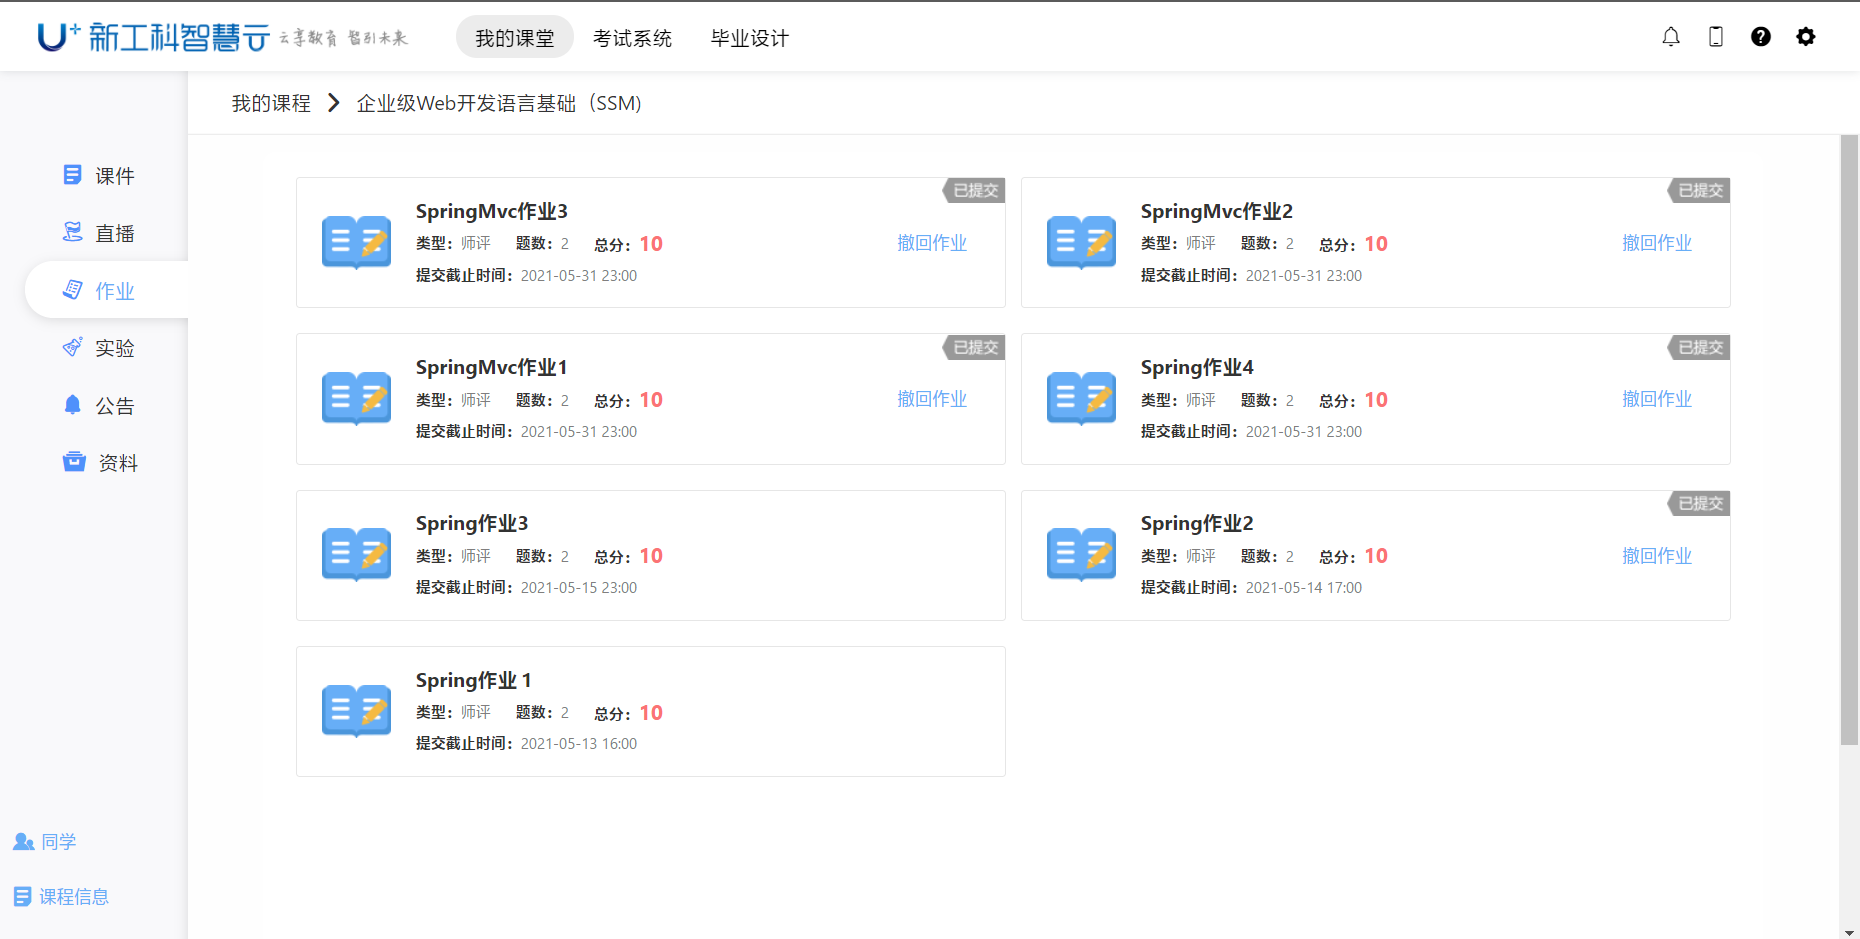 U+ 新工科智慧云 云享教育 智引未来
我的课堂 考试系统 毕业设计
我的课程 企业级Web开发语言基础（SSM)
课件
直播
作业
实验
公告
资料
同学
课程信息
已提交
SpringMvc作业3
类型：师评 题数：2 总分：10
撤回作业
提交截止时间：2021-05-31 23:00
已提交
SpringMvc作业2
类型：师评 题数：2 总分：10
撤回作业
提交截止时间：2021-05-31 23:00
已提交
SpringMvc作业1
类型：师评 题数：2 总分：10
撤回作业
提交截止时间：2021-05-31 23:00
已提交
Spring作业4
类型：师评 题数：2 总分：10
撤回作业
提交截止时间：2021-05-31 23:00
Spring作业3
类型：师评 题数：2 总分：10
提交截止时间：2021-05-15 23:00
已提交
Spring作业2
类型：师评 题数：2 总分：10
撤回作业
提交截止时间：2021-05-14 17:00
Spring作业 1
类型：师评 题数：2 总分：10
提交截止时间：2021-05-13 16:00